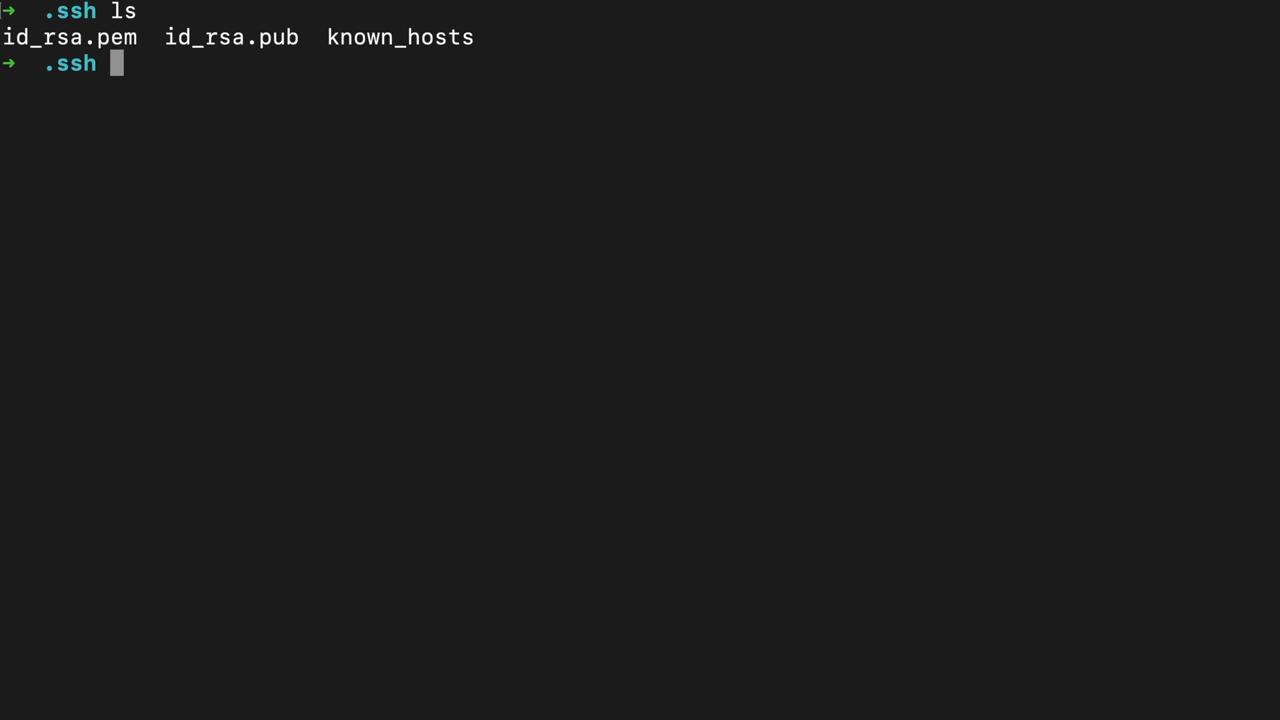 ➜  .ssh ls
id_rsa.pem  id_rsa.pub  known_hosts
➜  .ssh